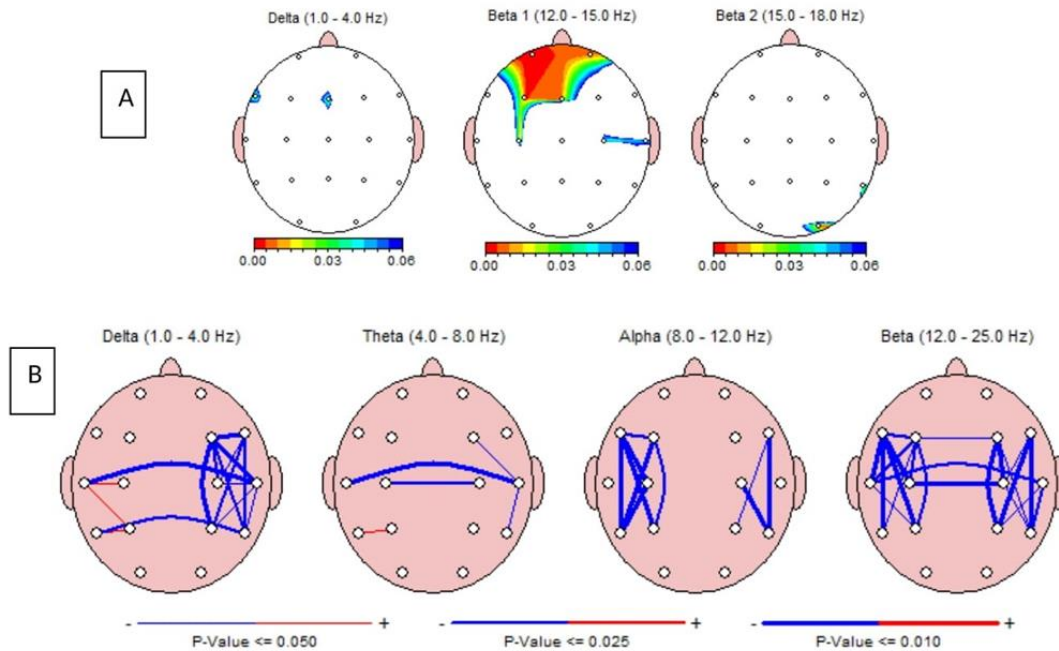 A
Delta (1.0 - 4.0 Hz) Beta 1 (12.0 - 15.0 Hz) Beta 2 (15.0 - 18.0 Hz)
0.00 0.03 0.06 0.00 0.03 0.06 0.00 0.03 0.06
B
Delta (1.0 - 4.0 Hz) Theta (4.0 - 8.0 Hz) Alpha (8.0 - 12.0 Hz) Beta (12.0 - 25.0 Hz)
- + - + - +
P-Value <= 0.050 P-Value <= 0.025 P-Value <= 0.010